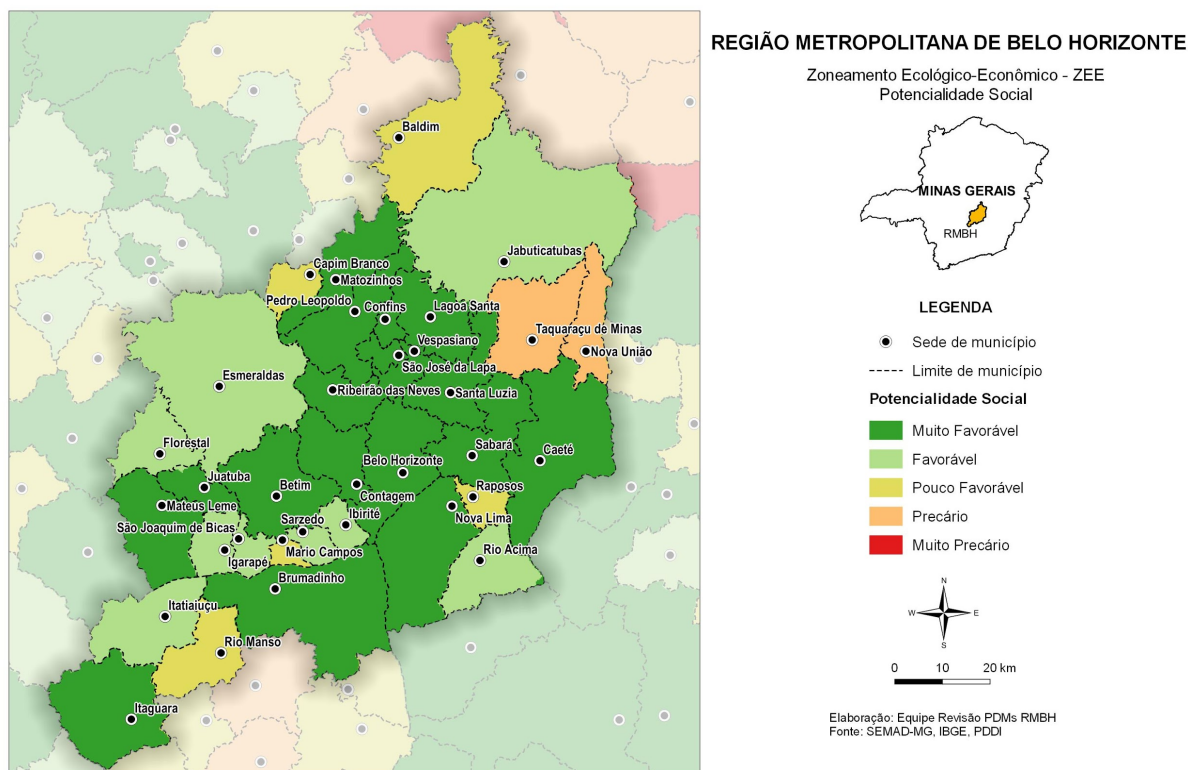 REGIÃO METROPOLITANA DE BELO HORIZONTE
Zoneamento Ecológico-Econômico - ZEE
Potencialidade Social
MINAS GERAIS
RMBH
LEGENDA
Sede de município
Limite de município
Potencialidade Social
Muito Favorável
Favorável
Pouco Favorável
Precário
Muito Precário
N
W
E
S
0 10 20 km
Elaboração: Equipe Revisão PDMs RMBH
Fonte: SEMAD-MG, IBGE, PDDI
Baldim
Jabuticatubas
Capim Branco
Matozinhos
Pedro Leopoldo
Confins
Lagoa Santa
Taquaraçu de Minas
Nova União
Vespasiano
São José da Lapa
Esmeraldas
Ribeirão das Neves
Santa Luzia
Florestal
Sabará
Caeté
Belo Horizonte
Juatuba
Betim
Contagem
Raposos
Mateus Leme
Nova Lima
Ibirité
Sarzedo
São Joaquim de Bicas
Mario Campos
Rio Acima
Igarapé
Brumadinho
Itatiaiuçu
Rio Manso
Itaguara